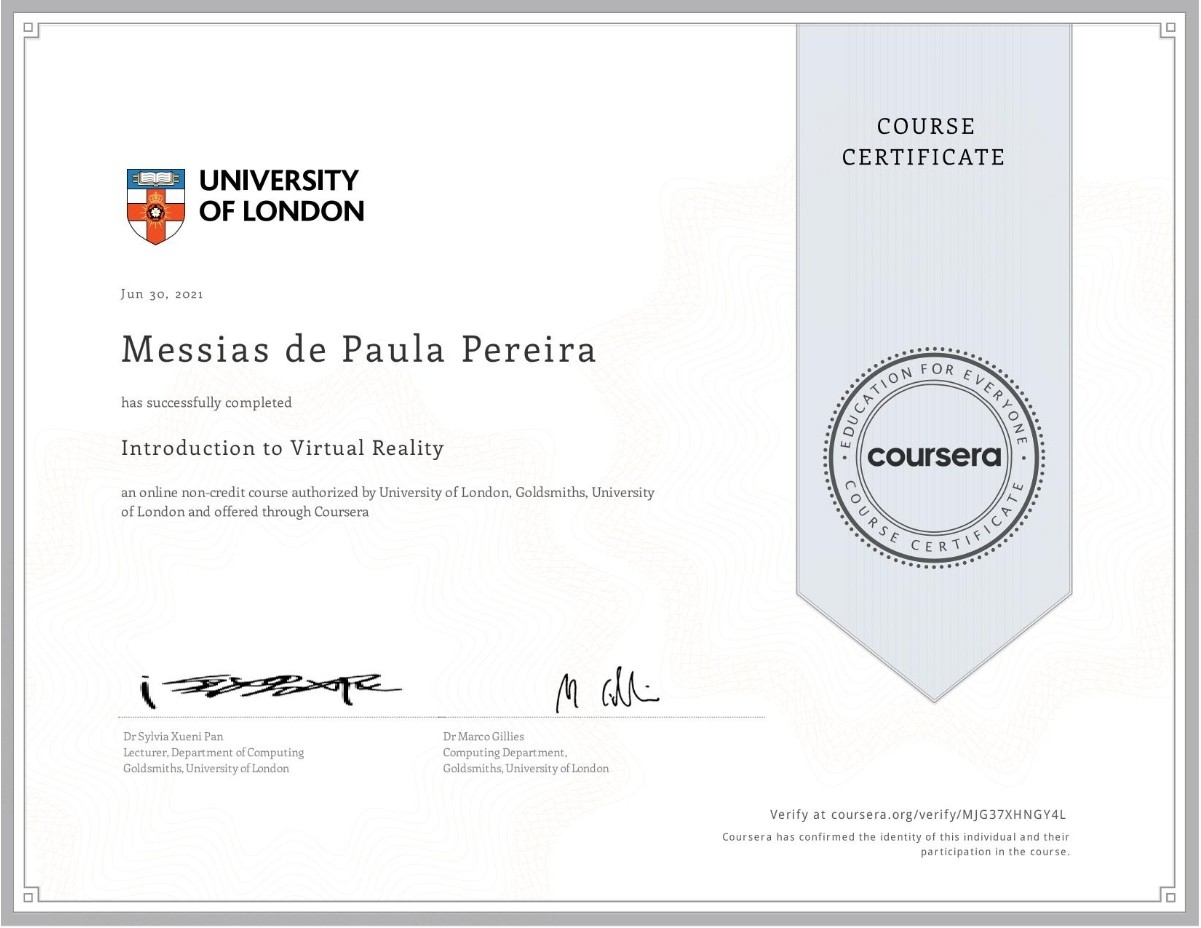 COURSE
CERTIFICATE
UNIVERSITY
OF LONDON
Jun 30, 2021
Messias de Paula Pereira
has successfully completed
Introduction to Virtual Reality
an online non-credit course authorized by University of London, Goldsmiths, University
of London and offered through Coursera
EDUCATION FOR EVERYONE
coursera
COURSE CERTIFICATE
Dr Sylvia Xueni Pan
Lecturer, Department of Computing
Goldsmiths, University of London
Dr Marco Gillies
Computing Department,
Goldsmiths, University of London
Verify at coursera.org/verify/MJG37XHNGY4L
Coursera has confirmed the identity of this individual and their
participation in the course.